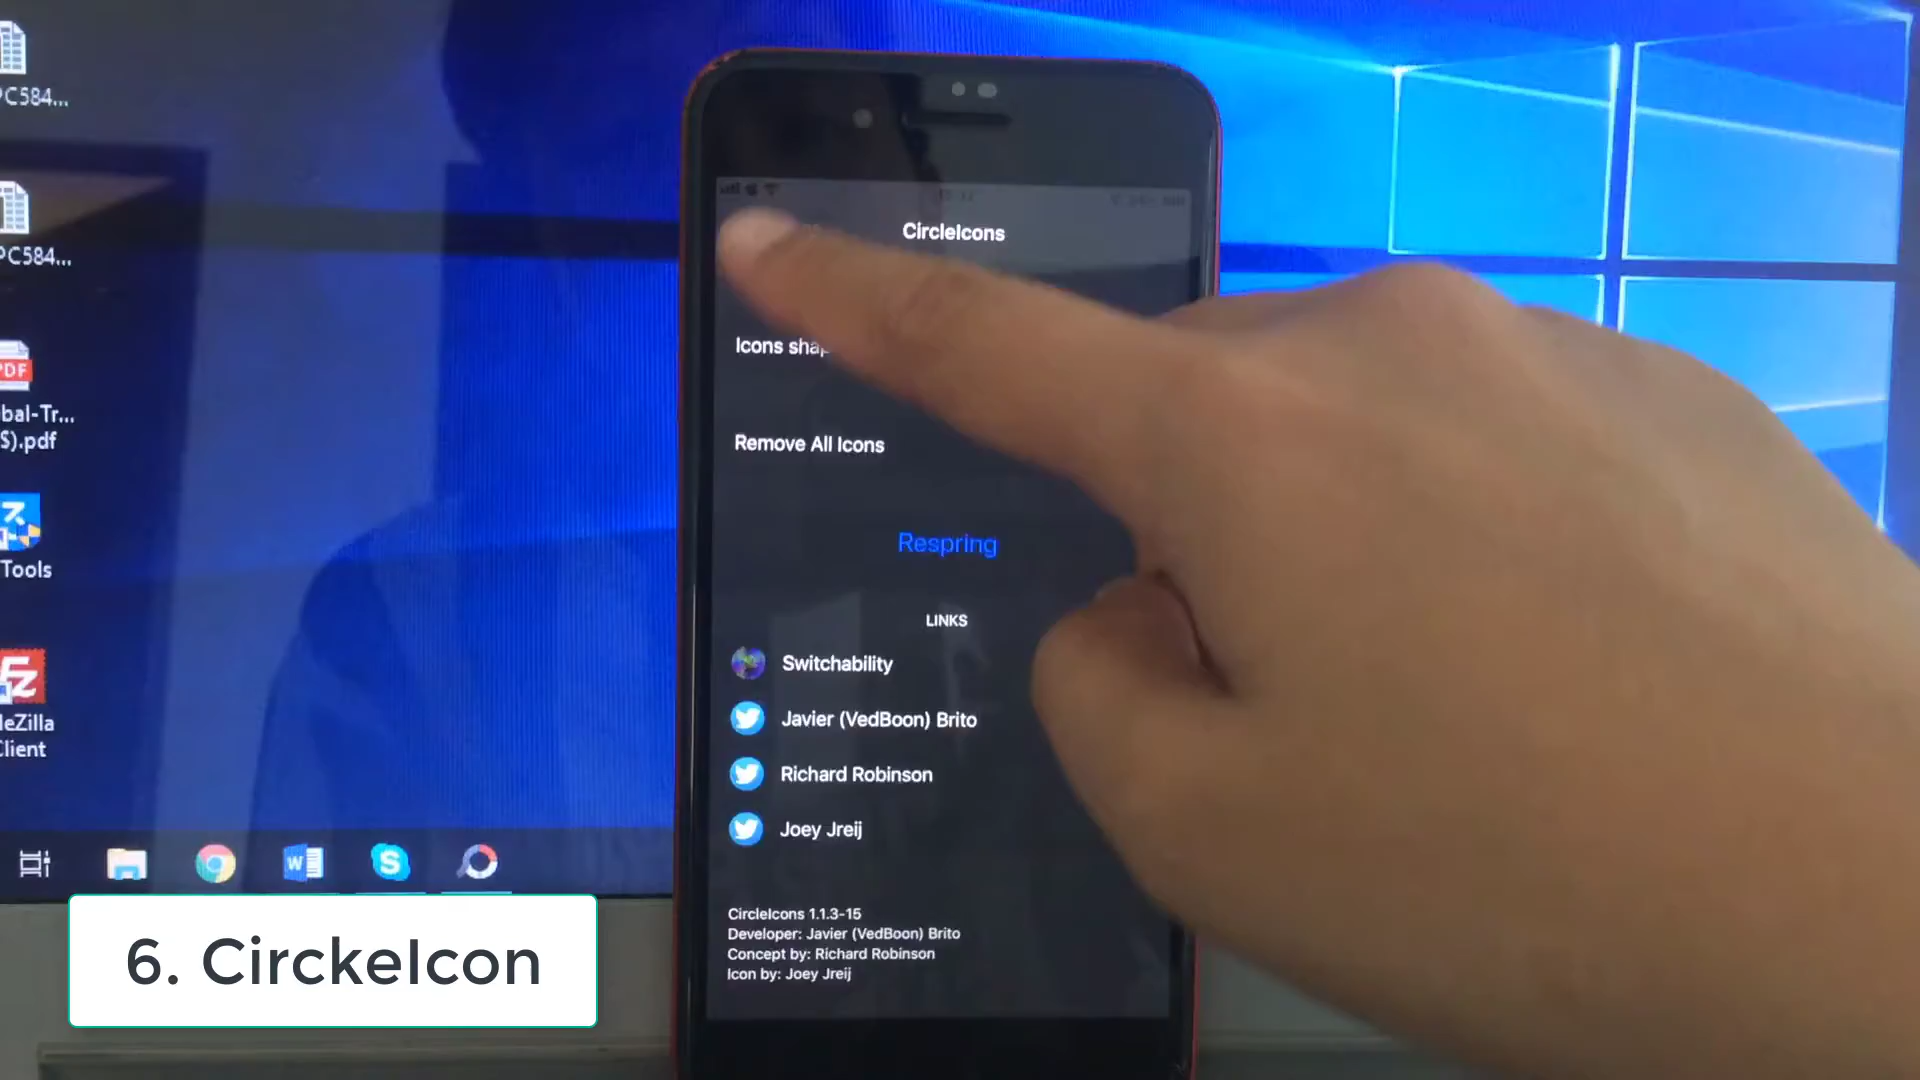 PC584...
PC584...
PDF
bal-Tr...
S).pdf
Tools
FZ
leZilla
Client
W
S
CircleIcons
Icons shap
Remove All Icons
Respring
LINKS
Switchability
Javier (VedBoon) Brito
Richard Robinson
Joey Jreij
CircleIcons 1.1.3-15
Developer: Javier (VedBoon) Brito
Concept by: Richard Robinson
Icon by: Joey Jreij
6. CirckeIcon